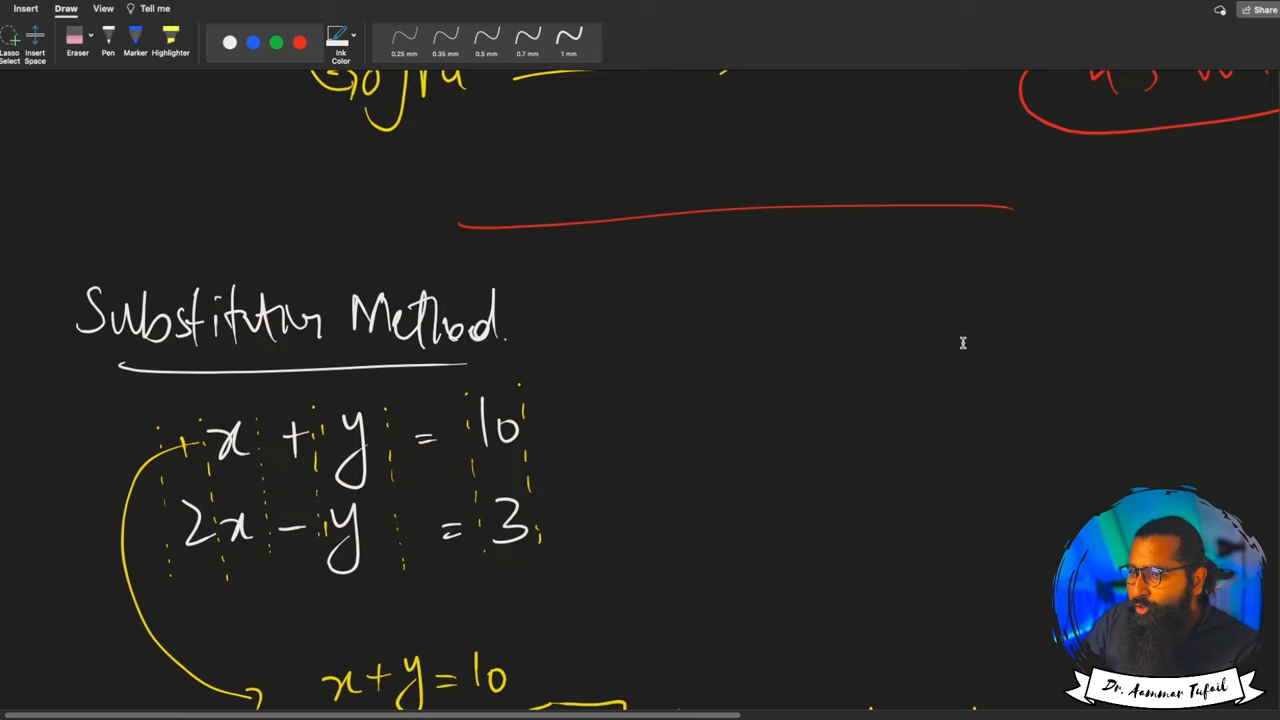 Insert Draw View Tell me
Share
Lasso Select
Insert Space
Eraser
Pen
Marker
Highlighter
Ink Color
0.25 mm
0.35 mm
0.5 mm
0.7 mm
1 mm
Substitution Method.
+x + y = 10
2x - y = 3
x + y = 10
Dr. Aammar Tufail